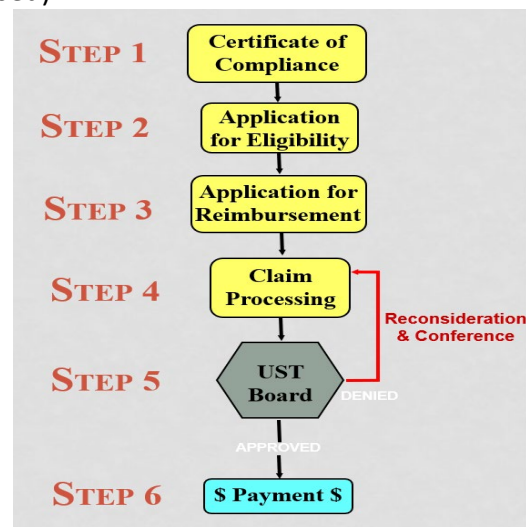 STEP 1
Certificate of
Compliance
STEP 2
Application
for Eligibility
STEP 3
Application for
Reimbursement
STEP 4
Claim
Processing
Reconsideration
& Conference
STEP 5
UST
Board
DENIED
APPROVED
STEP 6
$ Payment $